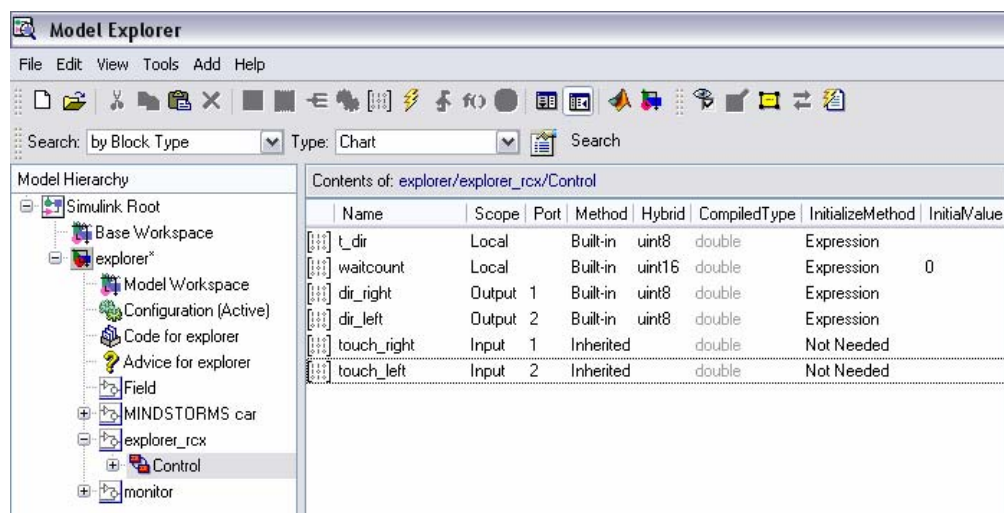 Model Explorer
File Edit View Tools Add Help
Search: by Block Type Type: Chart Search
Model Hierarchy
Simulink Root
Base Workspace
explorer*
Model Workspace
Configuration (Active)
Code for explorer
Advice for explorer
Field
MINDSTORMS car
explorer_rcx
Control
monitor
Contents of: explorer/explorer_rcx/Control
Name Scope Port Method Hybrid CompiledType InitializeMethod InitialValue
t_dir Local Built-in uint8 double Expression
waitcount Local Built-in uint16 double Expression 0
dir_right Output 1 Built-in uint8 double Expression
dir_left Output 2 Built-in uint8 double Expression
touch_right Input 1 Inherited double Not Needed
touch_left Input 2 Inherited double Not Needed